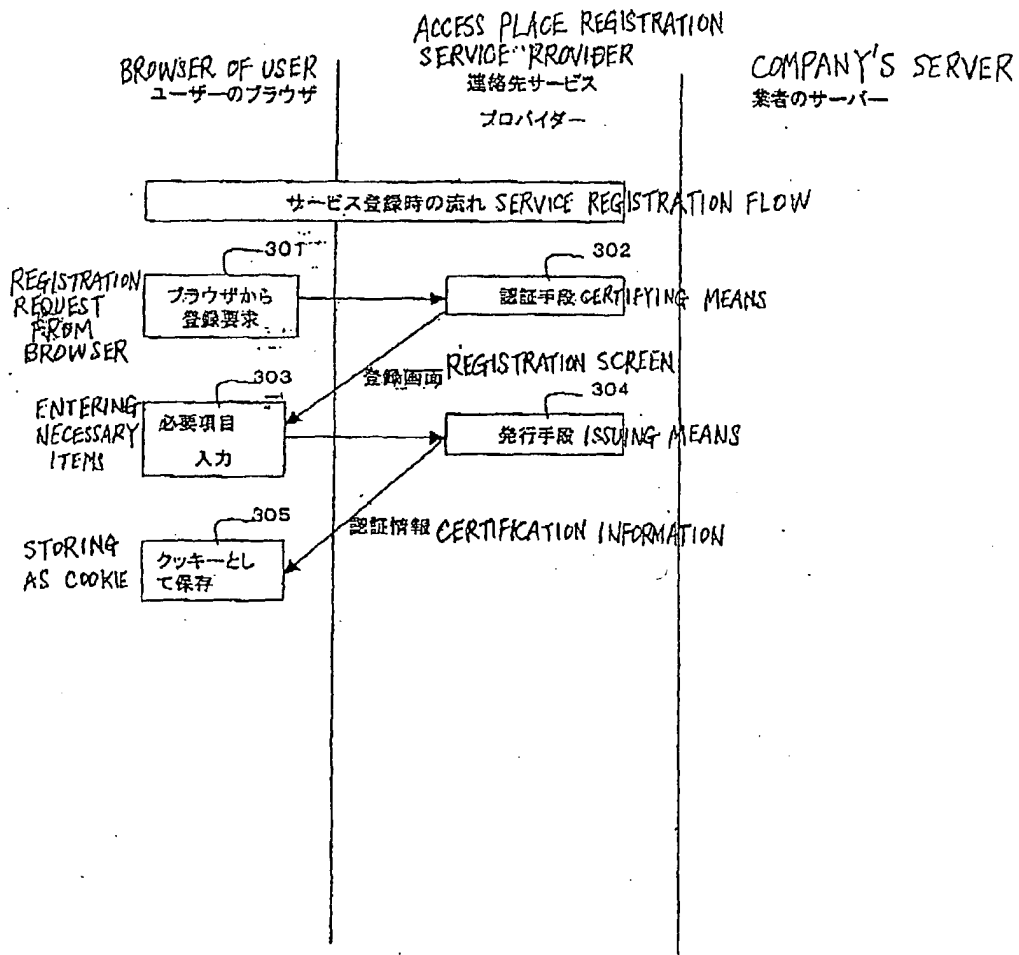 BROWSER OF USER
ユーザーのブラウザ
ACCESS PLACE REGISTRATION
SERVICE PRROVIDER
連絡先サービス
プロバイダー
COMPANY'S SERVER
業者のサーバー
サービス登録時の流れ SERVICE REGISTRATION FLOW
301
REGISTRATION
REQUEST
FROM
BROWSER
ブラウザから
登録要求
302
認証手段 CERTIFYING MEANS
登録画面 REGISTRATION SCREEN
303
ENTERING
NECESSARY
ITEMS
必要項目
入力
304
発行手段 ISSUING MEANS
認証情報 CERTIFICATION INFORMATION
305
STORING
AS COOKIE
クッキーとし
て保存